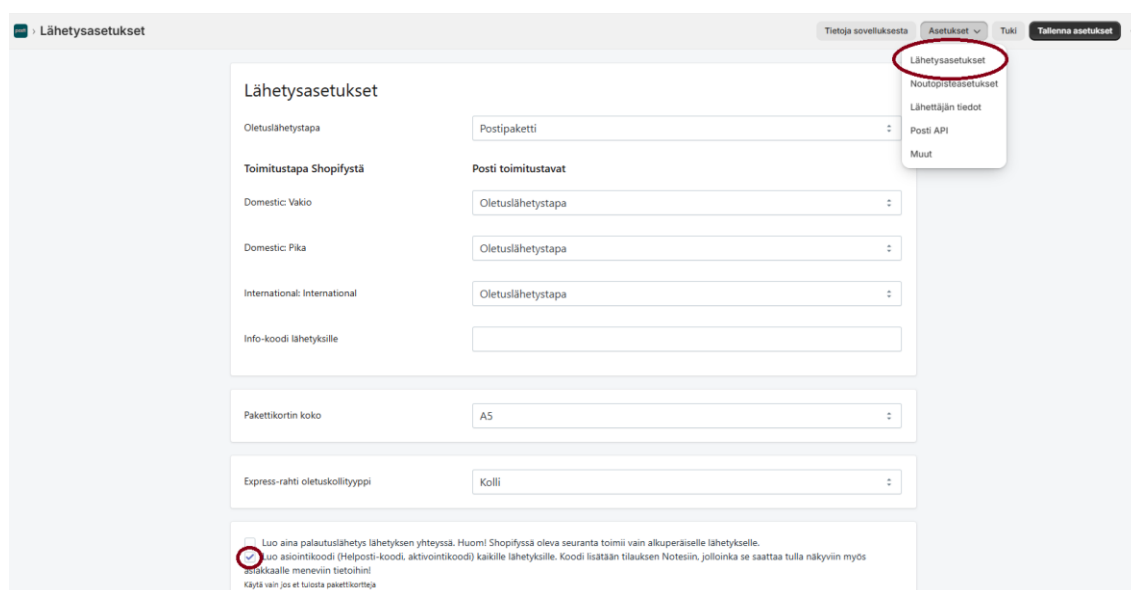 › Lähetysasetukset
Tietoja sovelluksesta
Asetukset
Tuki
Tallenna asetukset
Lähetysasetukset
Noutopisteasetukset
Lähettäjän tiedot
Posti API
Muut
Lähetysasetukset
Oletuslähetystapa
Postipaketti
Toimitustapa Shopifystä
Posti toimitustavat
Domestic: Vakio
Oletuslähetystapa
Domestic: Pika
Oletuslähetystapa
International: International
Oletuslähetystapa
Info-koodi lähetyksille
Pakettikortin koko
A5
Express-rahti oletuskollityyppi
Kolli
Luo aina palautuslähetys lähetyksen yhteyssä. Huom! Shopifyssä oleva seuranta toimii vain alkuperäiselle lähetykselle.
Luo asiointikoodi (Helposti-koodi, aktivointikoodi) kaikille lähetyksille. Koodi lisätään tilauksen Notesiin, jolloinka se saattaa tulla näkyviin myös
asiakkaalle meneviin tietoihin!
Käytä vain jos et tulosta pakettikortteja